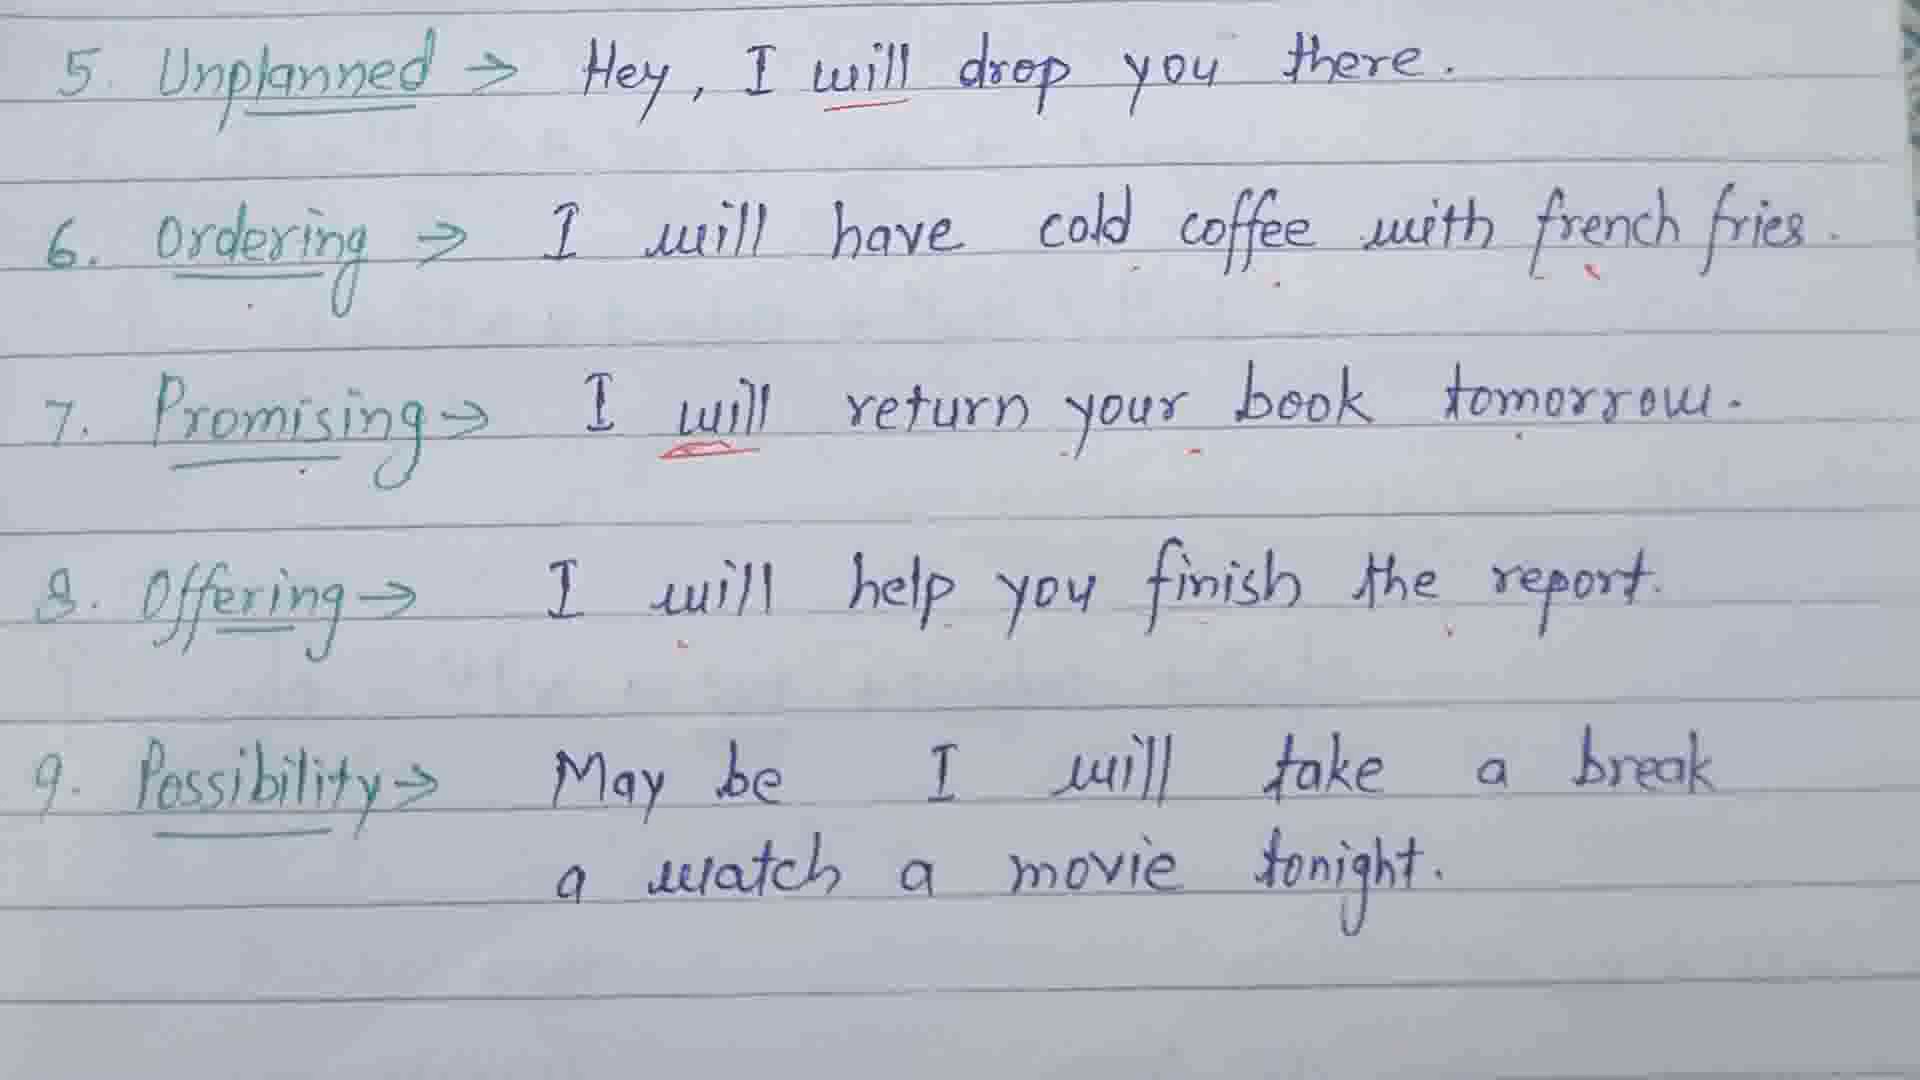 5. Unplanned → Hey, I will drop you there.
6. Ordering → I will have cold coffee with french fries.
7. Promising → I will return your book tomorrow.
8. Offering → I will help you finish the report.
9. Possibility → May be I will take a break
a watch a movie tonight.